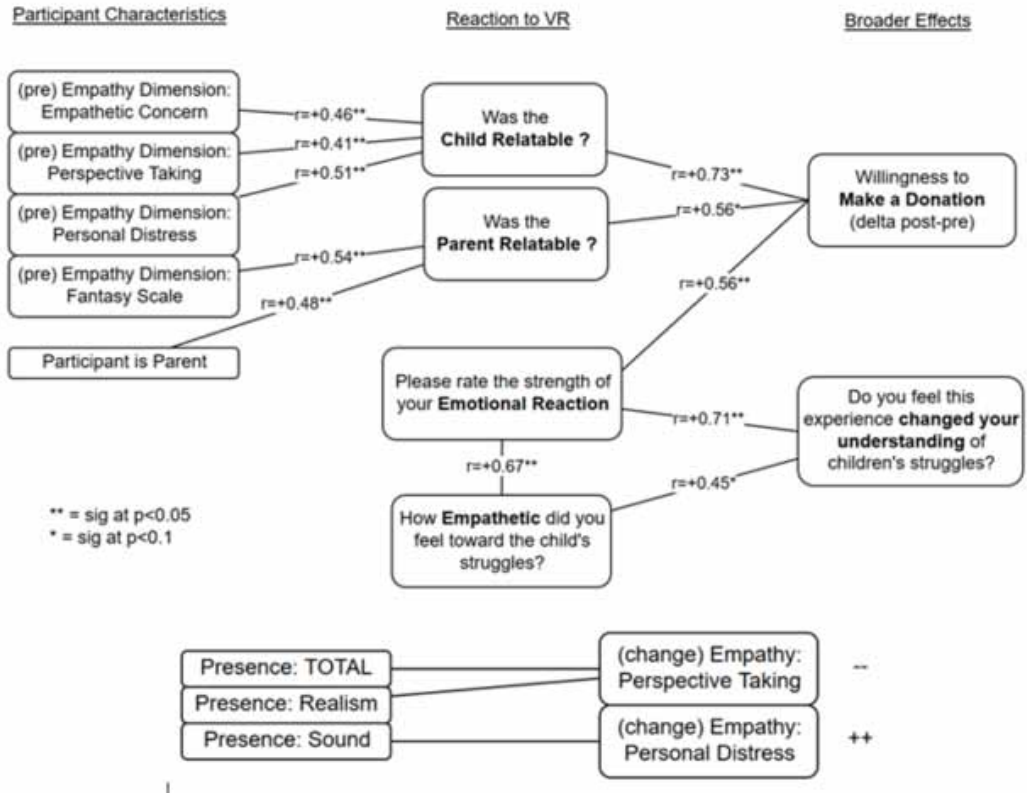 Participant Characteristics
Reaction to VR
Broader Effects
(pre) Empathy Dimension:
Empathetic Concern
(pre) Empathy Dimension:
Perspective Taking
(pre) Empathy Dimension:
Personal Distress
(pre) Empathy Dimension:
Fantasy Scale
Participant is Parent
r=+0.46**
r=+0.41**
r=+0.51**
r=+0.54**
r=+0.48**
Was the
Child Relatable ?
Was the
Parent Relatable ?
r=+0.73**
r=+0.56*
r=+0.56**
Willingness to
Make a Donation
(delta post-pre)
Please rate the strength of
your Emotional Reaction
r=+0.71**
r=+0.67**
r=+0.45*
Do you feel this
experience changed your
understanding of
children's struggles?
How Empathetic did you
feel toward the child's
struggles?
** = sig at p<0.05
* = sig at p<0.1
Presence: TOTAL
Presence: Realism
Presence: Sound
(change) Empathy:
Perspective Taking
--
(change) Empathy:
Personal Distress
++